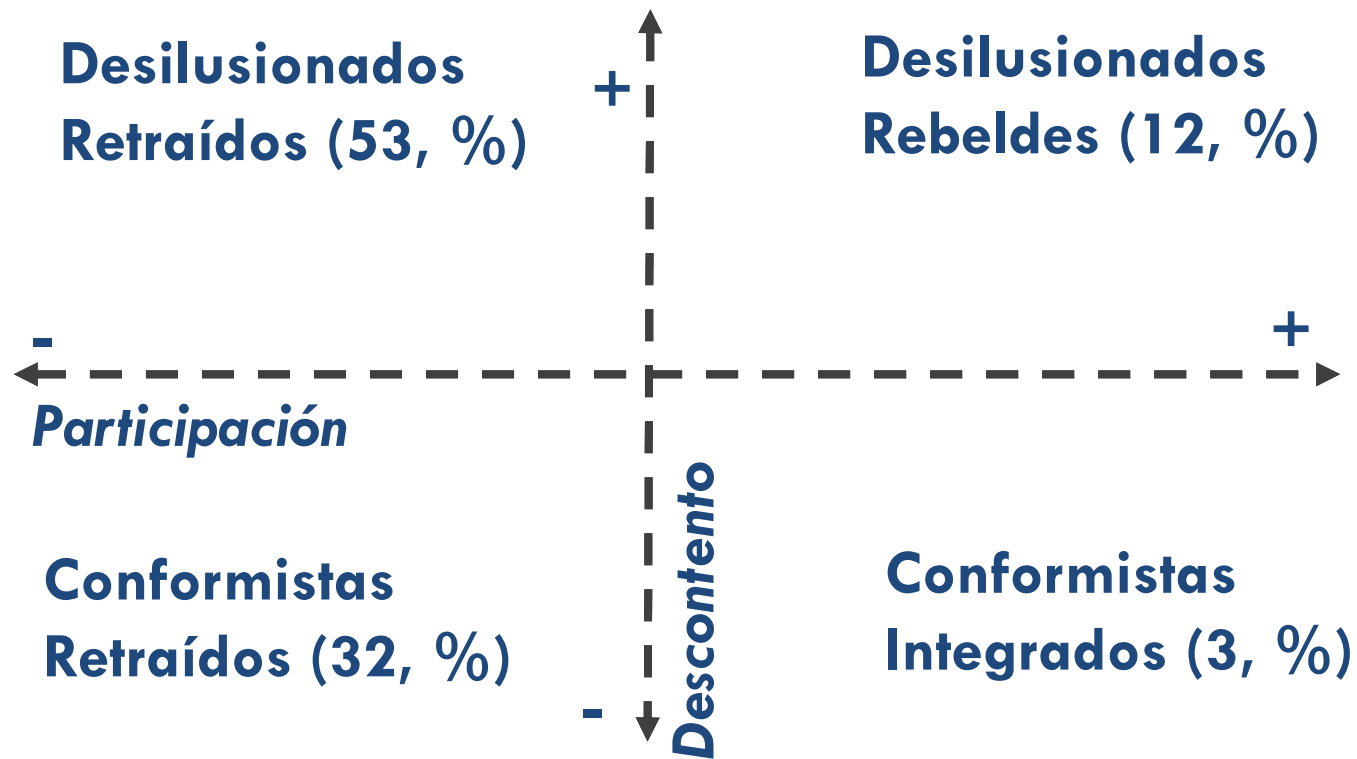 Desilusionados
Retraídos (53, %)
+
Desilusionados
Rebeldes (12, %)
-
+
Participación
Descontento
Conformistas
Retraídos (32, %)
-
Conformistas
Integrados (3, %)